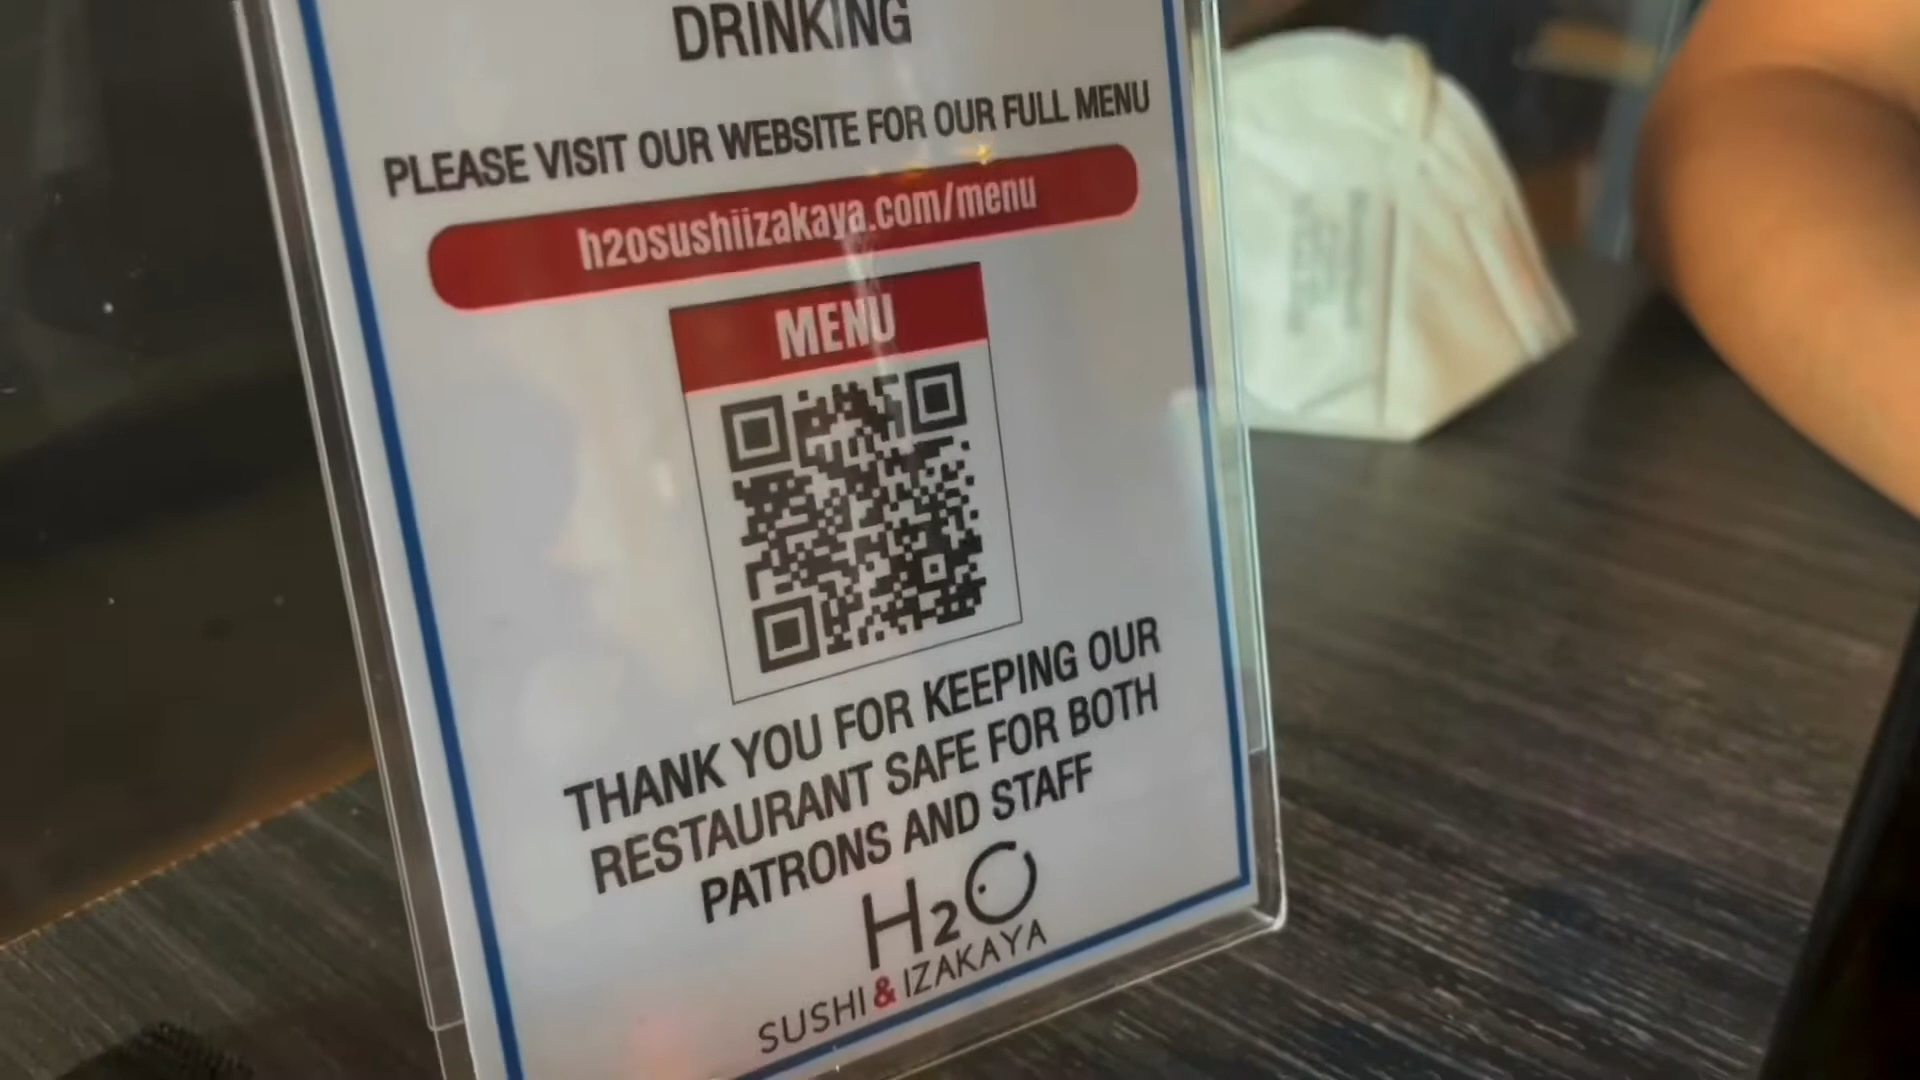 DRINKING
PLEASE VISIT OUR WEBSITE FOR OUR FULL MENU
h2osushiizakaya.com/menu
MENU
THANK YOU FOR KEEPING OUR
RESTAURANT SAFE FOR BOTH
PATRONS AND STAFF
H2O
SUSHI & IZAKAYA